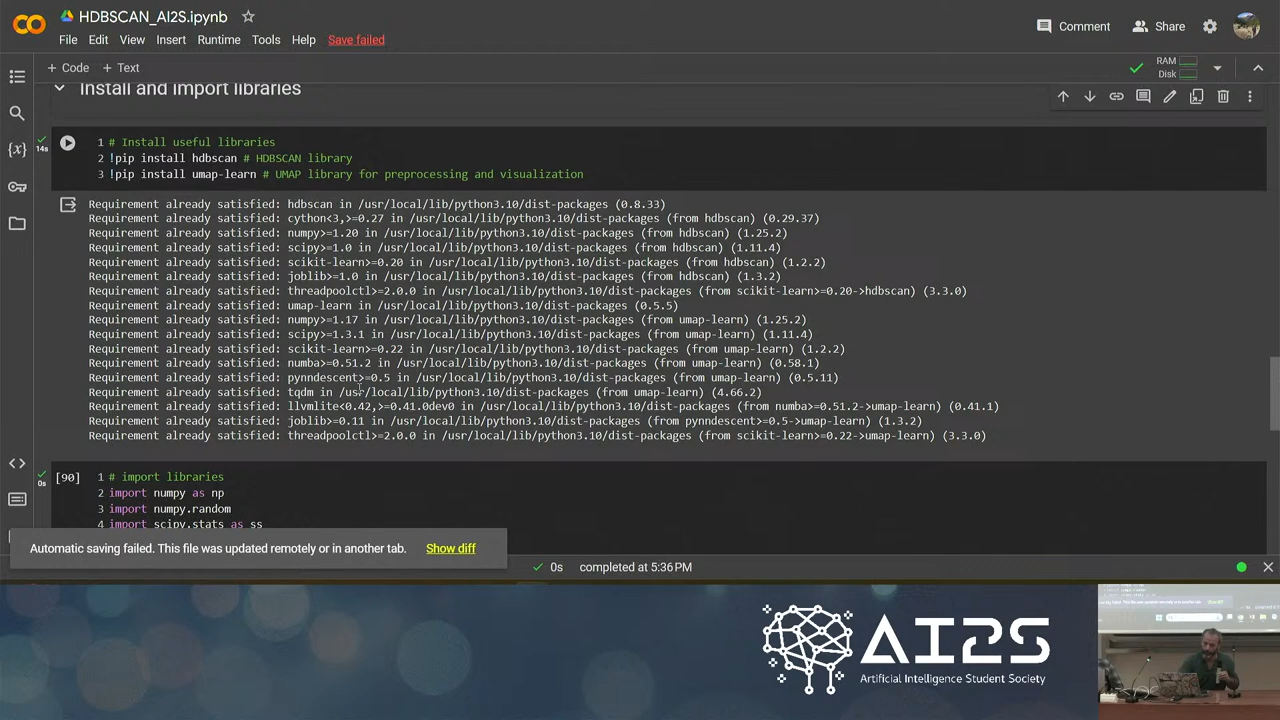 HDBSCAN_AI2S.ipynb
File Edit View Insert Runtime Tools Help Save failed
Comment Share
+ Code + Text
RAM
Disk
Install and import libraries
14s
1 # Install useful libraries
2 !pip install hdbscan # HDBSCAN library
3 !pip install umap-learn # UMAP library for preprocessing and visualization
Requirement already satisfied: hdbscan in /usr/local/lib/python3.10/dist-packages (0.8.33)
Requirement already satisfied: cython<3,>=0.27 in /usr/local/lib/python3.10/dist-packages (from hdbscan) (0.29.37)
Requirement already satisfied: numpy>=1.20 in /usr/local/lib/python3.10/dist-packages (from hdbscan) (1.25.2)
Requirement already satisfied: scipy>=1.0 in /usr/local/lib/python3.10/dist-packages (from hdbscan) (1.11.4)
Requirement already satisfied: scikit-learn>=0.20 in /usr/local/lib/python3.10/dist-packages (from hdbscan) (1.2.2)
Requirement already satisfied: joblib>=1.0 in /usr/local/lib/python3.10/dist-packages (from hdbscan) (1.3.2)
Requirement already satisfied: threadpoolctl>=2.0.0 in /usr/local/lib/python3.10/dist-packages (from scikit-learn>=0.20->hdbscan) (3.3.0)
Requirement already satisfied: umap-learn in /usr/local/lib/python3.10/dist-packages (0.5.5)
Requirement already satisfied: numpy>=1.17 in /usr/local/lib/python3.10/dist-packages (from umap-learn) (1.25.2)
Requirement already satisfied: scipy>=1.3.1 in /usr/local/lib/python3.10/dist-packages (from umap-learn) (1.11.4)
Requirement already satisfied: scikit-learn>=0.22 in /usr/local/lib/python3.10/dist-packages (from umap-learn) (1.2.2)
Requirement already satisfied: numba>=0.51.2 in /usr/local/lib/python3.10/dist-packages (from umap-learn) (0.58.1)
Requirement already satisfied: pynndescent>=0.5 in /usr/local/lib/python3.10/dist-packages (from umap-learn) (0.5.11)
Requirement already satisfied: tqdm in /usr/local/lib/python3.10/dist-packages (from umap-learn) (4.66.2)
Requirement already satisfied: llvmlite<0.42,>=0.41.0dev0 in /usr/local/lib/python3.10/dist-packages (from numba>=0.51.2->umap-learn) (0.41.1)
Requirement already satisfied: joblib>=0.11 in /usr/local/lib/python3.10/dist-packages (from pynndescent>=0.5->umap-learn) (1.3.2)
Requirement already satisfied: threadpoolctl>=2.0.0 in /usr/local/lib/python3.10/dist-packages (from scikit-learn>=0.22->umap-learn) (3.3.0)
0s
[90] 1 # import libraries
2 import numpy as np
3 import numpy.random
4 import scipy.stats as ss
Automatic saving failed. This file was updated remotely or in another tab. Show diff
0s completed at 5:36 PM
AI2S
Artificial Intelligence Student Society